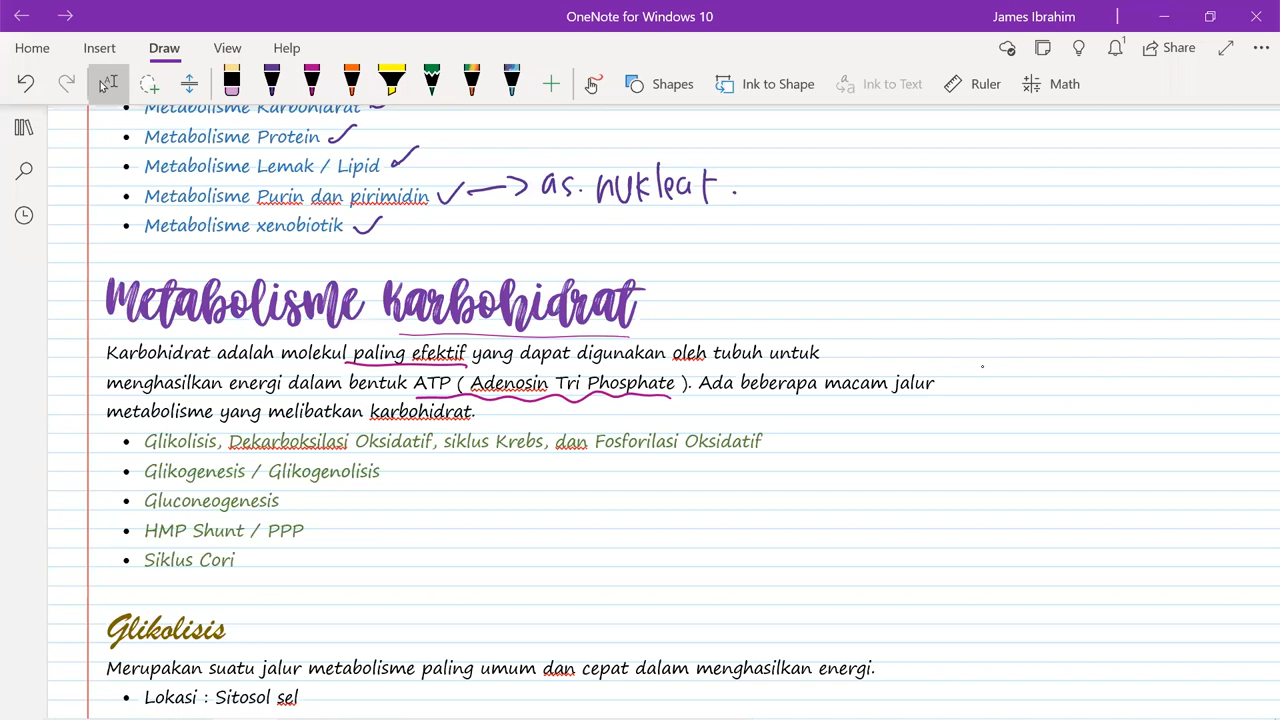 OneNote for Windows 10
James Ibrahim
Home Insert Draw View Help
1
Share
Shapes Ink to Shape Ink to Text Ruler Math
• Metabolisme Karbohidrat
• Metabolisme Protein
• Metabolisme Lemak / Lipid
• Metabolisme Purin dan pirimidin → as. nukleat.
• Metabolisme xenobiotik
Metabolisme Karbohidrat
Karbohidrat adalah molekul paling efektif yang dapat digunakan oleh tubuh untuk
menghasilkan energi dalam bentuk ATP ( Adenosin Tri Phosphate ). Ada beberapa macam jalur
metabolisme yang melibatkan karbohidrat.
• Glikolisis, Dekarboksilasi Oksidatif, siklus Krebs, dan Fosforilasi Oksidatif
• Glikogenesis / Glikogenolisis
• Gluconeogenesis
• HMP Shunt / PPP
• Siklus Cori
Glikolisis
Merupakan suatu jalur metabolisme paling umum dan cepat dalam menghasilkan energi.
• Lokasi : Sitosol sel